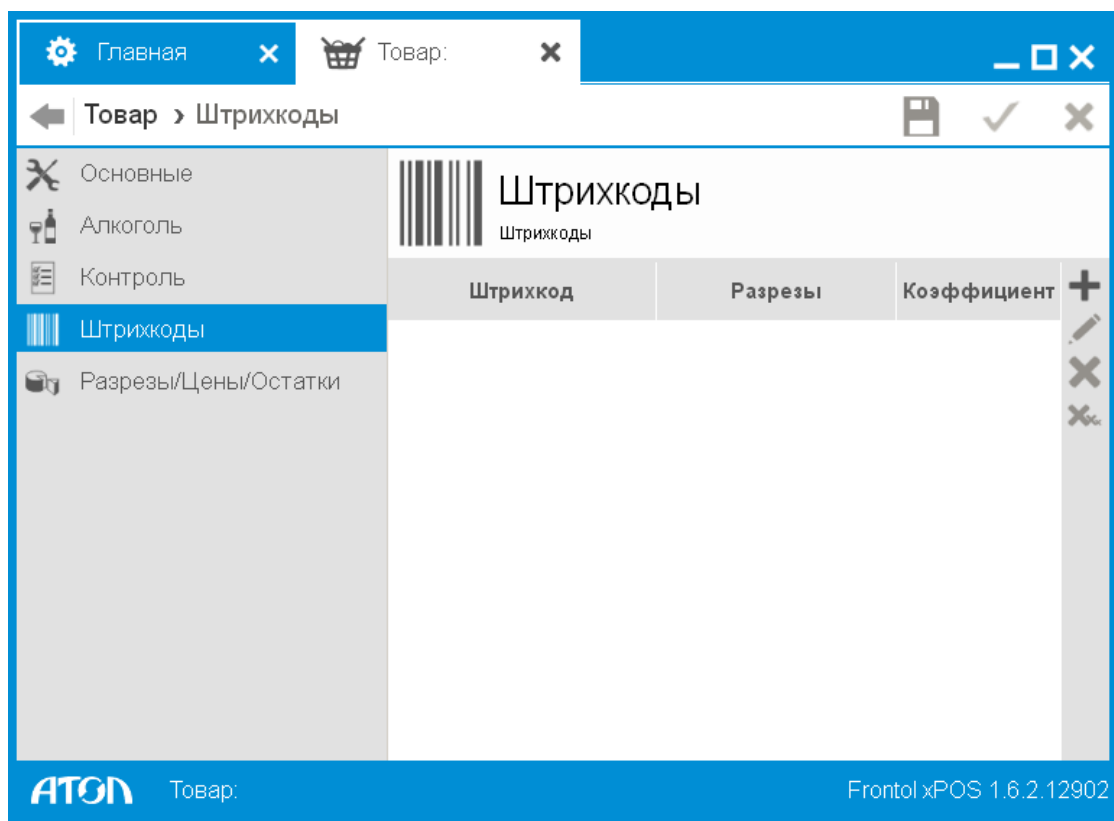 Главная
Товар:
Товар › Штрихкоды
Основные
Алкоголь
Контроль
Штрихкоды
Разрезы/Цены/Остатки
Штрихкоды
Штрихкоды
Штрихкод Разрезы Коэффициент
АТОЛ Товар: Frontol xPOS 1.6.2.12902